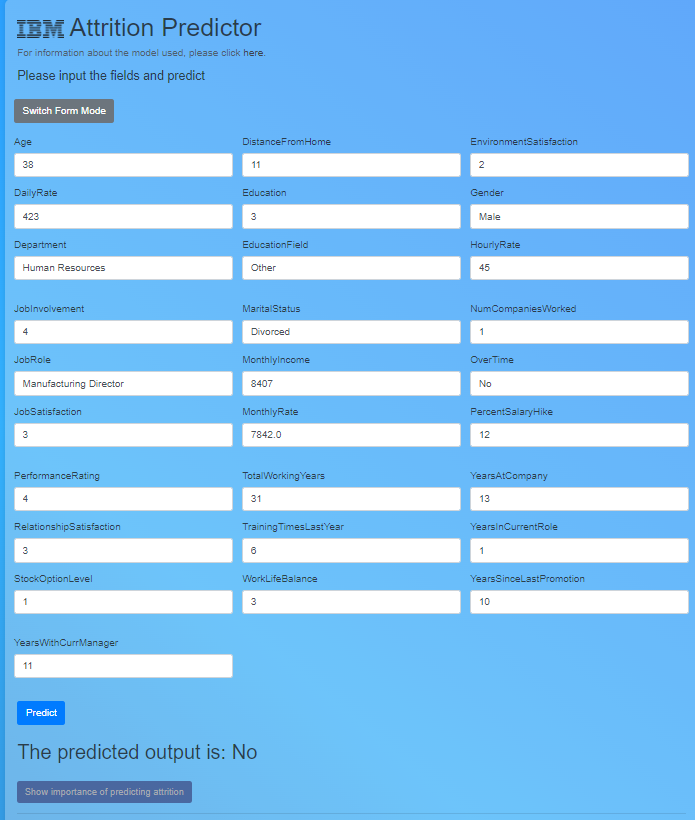 IBM Attrition Predictor
For information about the model used, please click here.
Please input the fields and predict
Switch Form Mode
Age DistanceFromHome EnvironmentSatisfaction
38 11 2
DailyRate Education Gender
423 3 Male
Department EducationField HourlyRate
Human Resources Other 45
JobInvolvement MaritalStatus NumCompaniesWorked
4 Divorced 1
JobRole MonthlyIncome OverTime
Manufacturing Director 8407 No
JobSatisfaction MonthlyRate PercentSalaryHike
3 7842.0 12
PerformanceRating TotalWorkingYears YearsAtCompany
4 31 13
RelationshipSatisfaction TrainingTimesLastYear YearsInCurrentRole
3 6 1
StockOptionLevel WorkLifeBalance YearsSinceLastPromotion
1 3 10
YearsWithCurrManager
11
Predict
The predicted output is: No
Show importance of predicting attrition